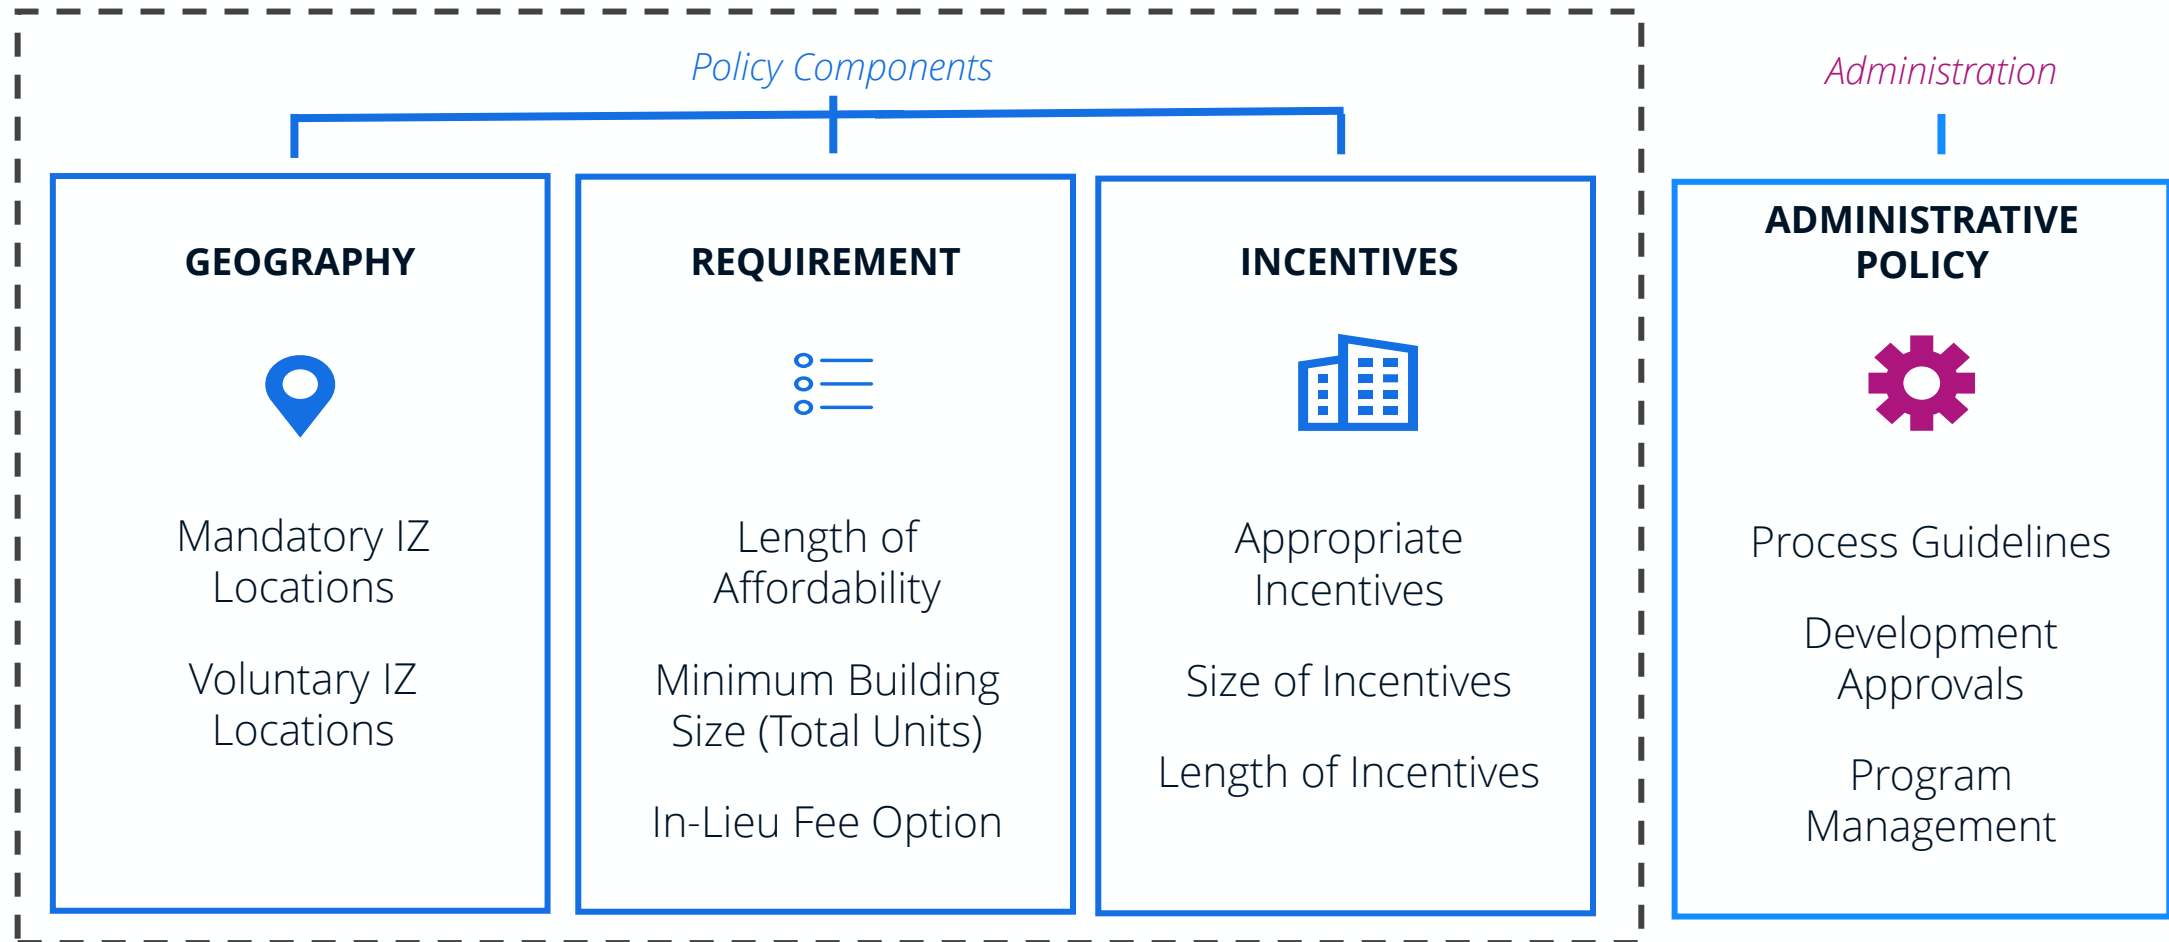 Policy Components
Administration
GEOGRAPHY
Mandatory IZ
Locations
Voluntary IZ
Locations
REQUIREMENT
Length of
Affordability
Minimum Building
Size (Total Units)
In-Lieu Fee Option
INCENTIVES
Appropriate
Incentives
Size of Incentives
Length of Incentives
ADMINISTRATIVE
POLICY
Process Guidelines
Development
Approvals
Program
Management